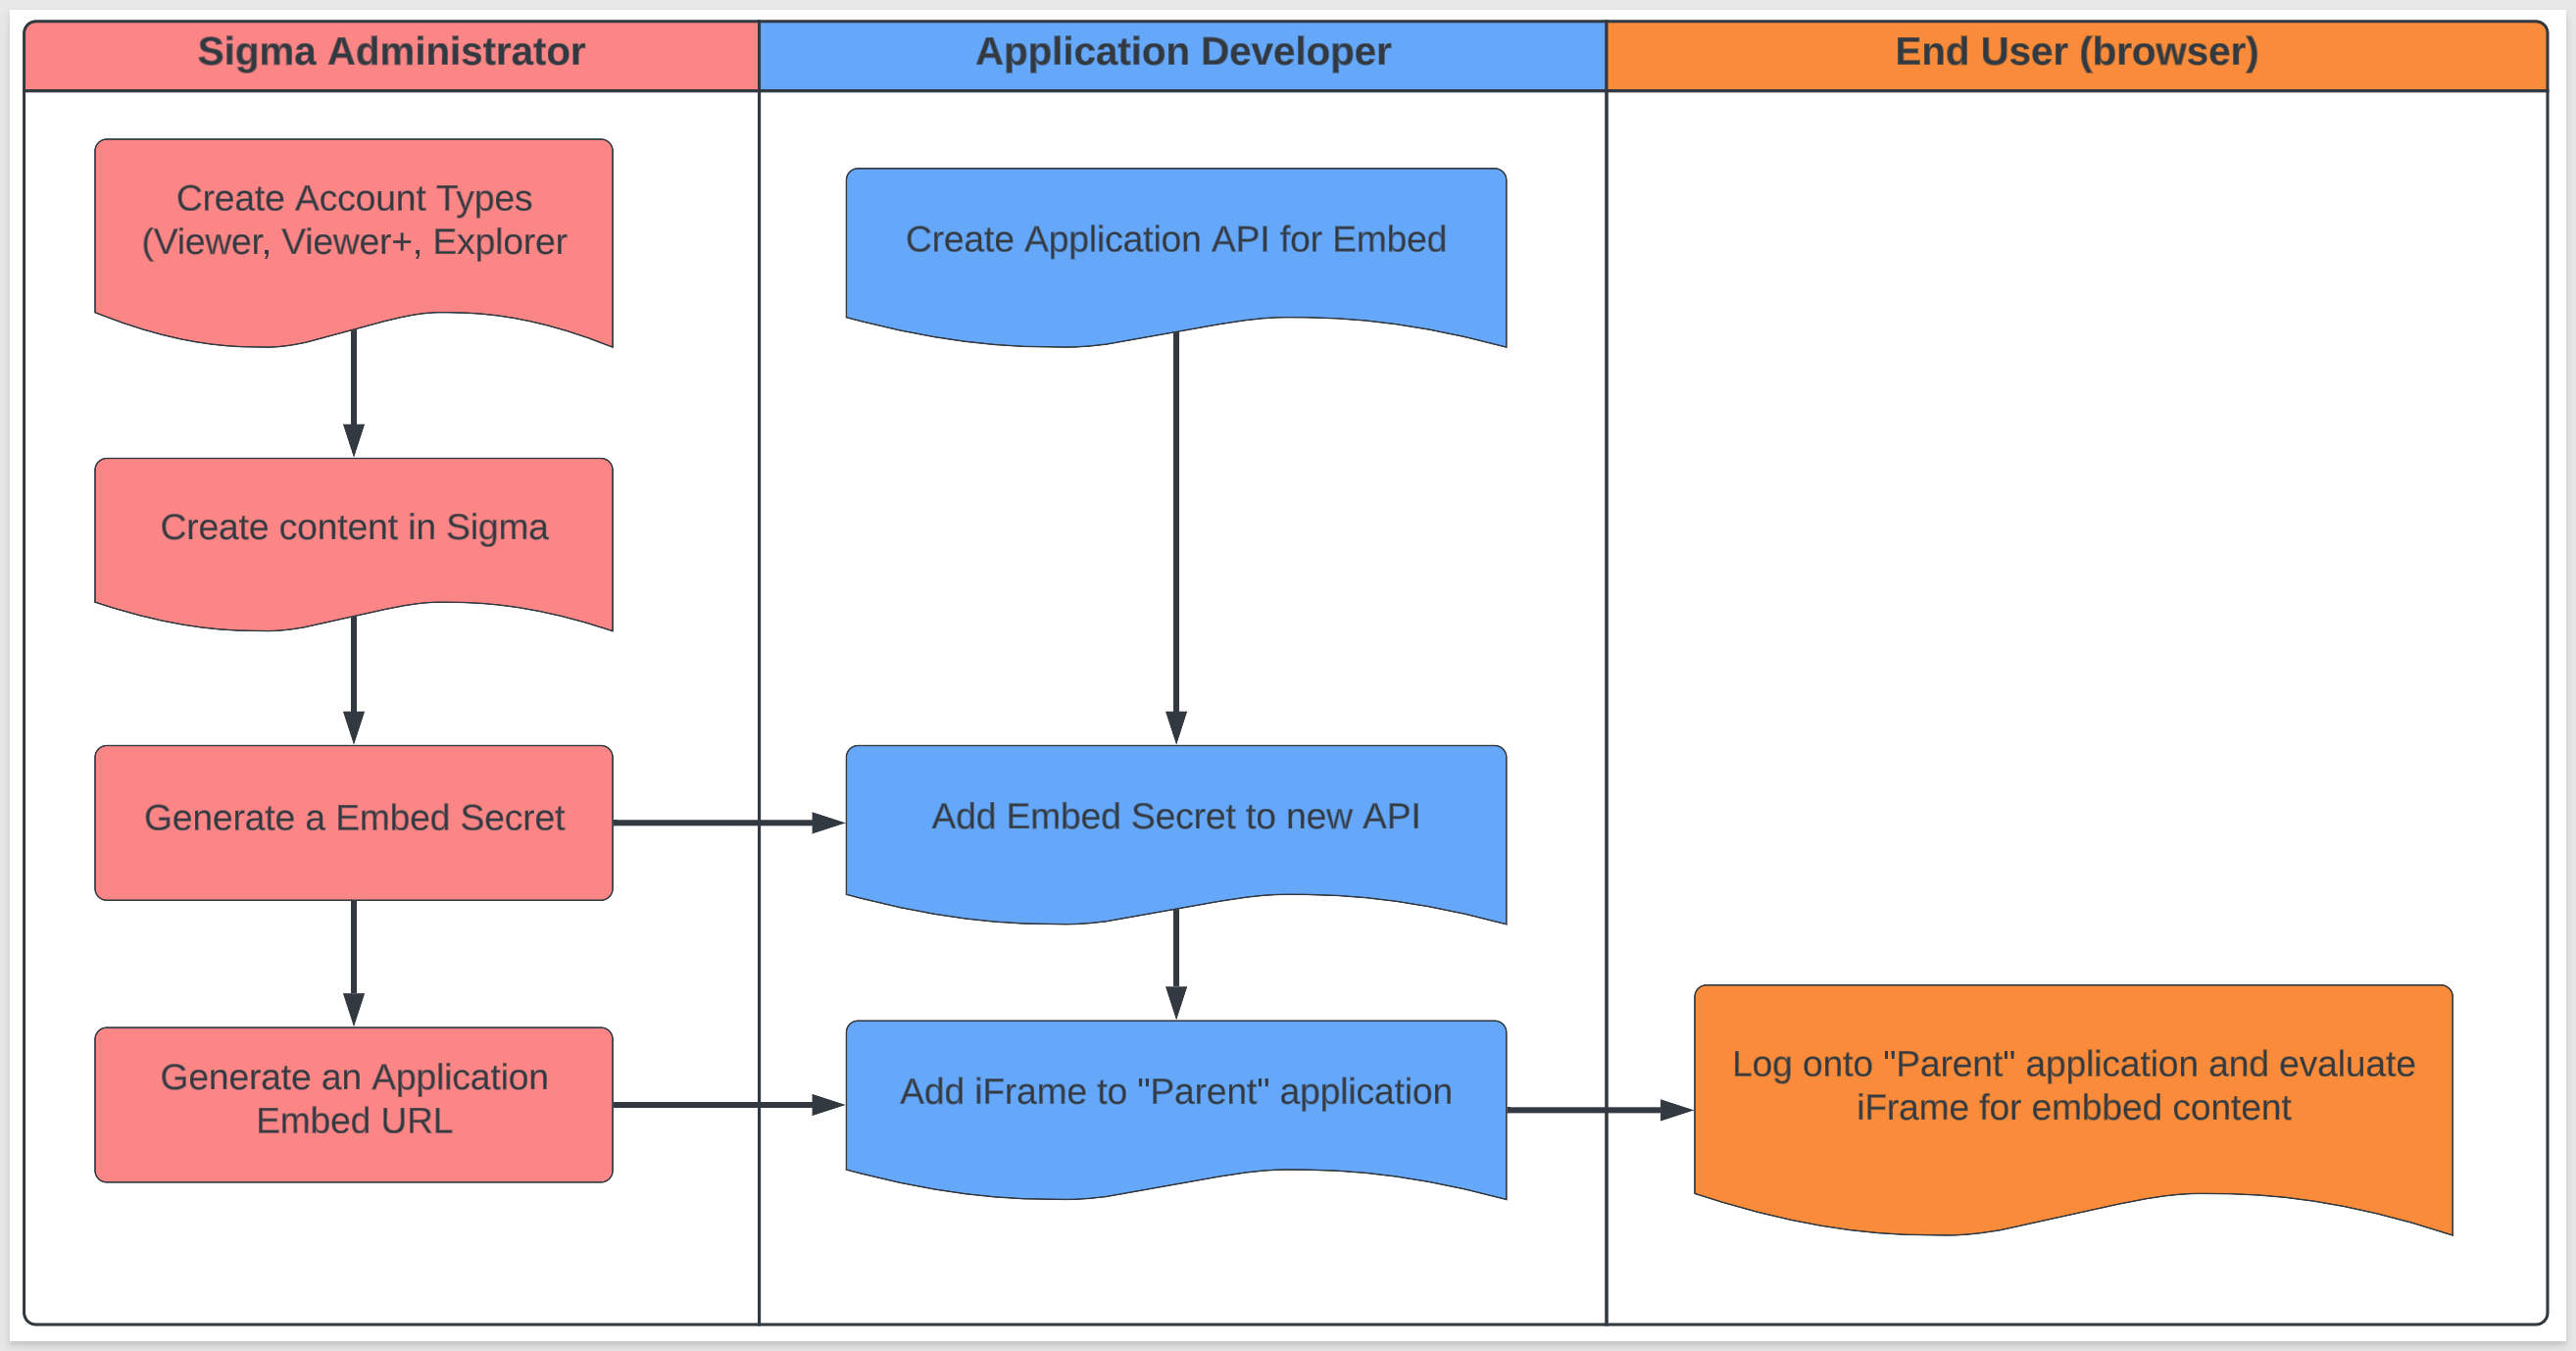 Sigma Administrator
Application Developer
End User (browser)
Create Account Types
(Viewer, Viewer+, Explorer
Create Application API for Embed
Create content in Sigma
Generate a Embed Secret
Add Embed Secret to new API
Generate an Application
Embed URL
Add iFrame to "Parent" application
Log onto "Parent" application and evaluate
iFrame for embbed content